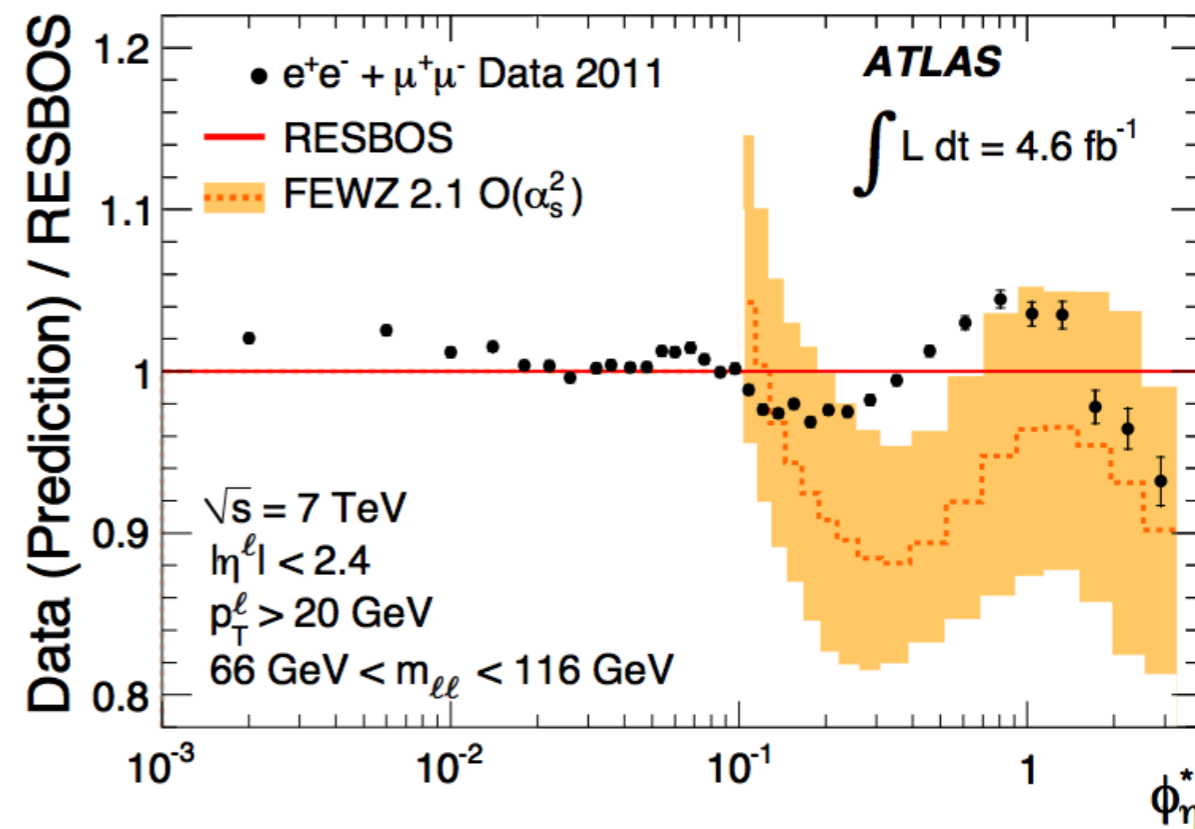 Data (Prediction) / RESBOS
1.2
1.1
1
0.9
0.8
e⁺e⁻ + μ⁺μ⁻ Data 2011
RESBOS
FEWZ 2.1 O(α_s²)
ATLAS
∫ L dt = 4.6 fb⁻¹
√s = 7 TeV
|η^ℓ| < 2.4
p_T^ℓ > 20 GeV
66 GeV < m_ℓℓ < 116 GeV
10⁻³ 10⁻² 10⁻¹ 1
ϕ*_η